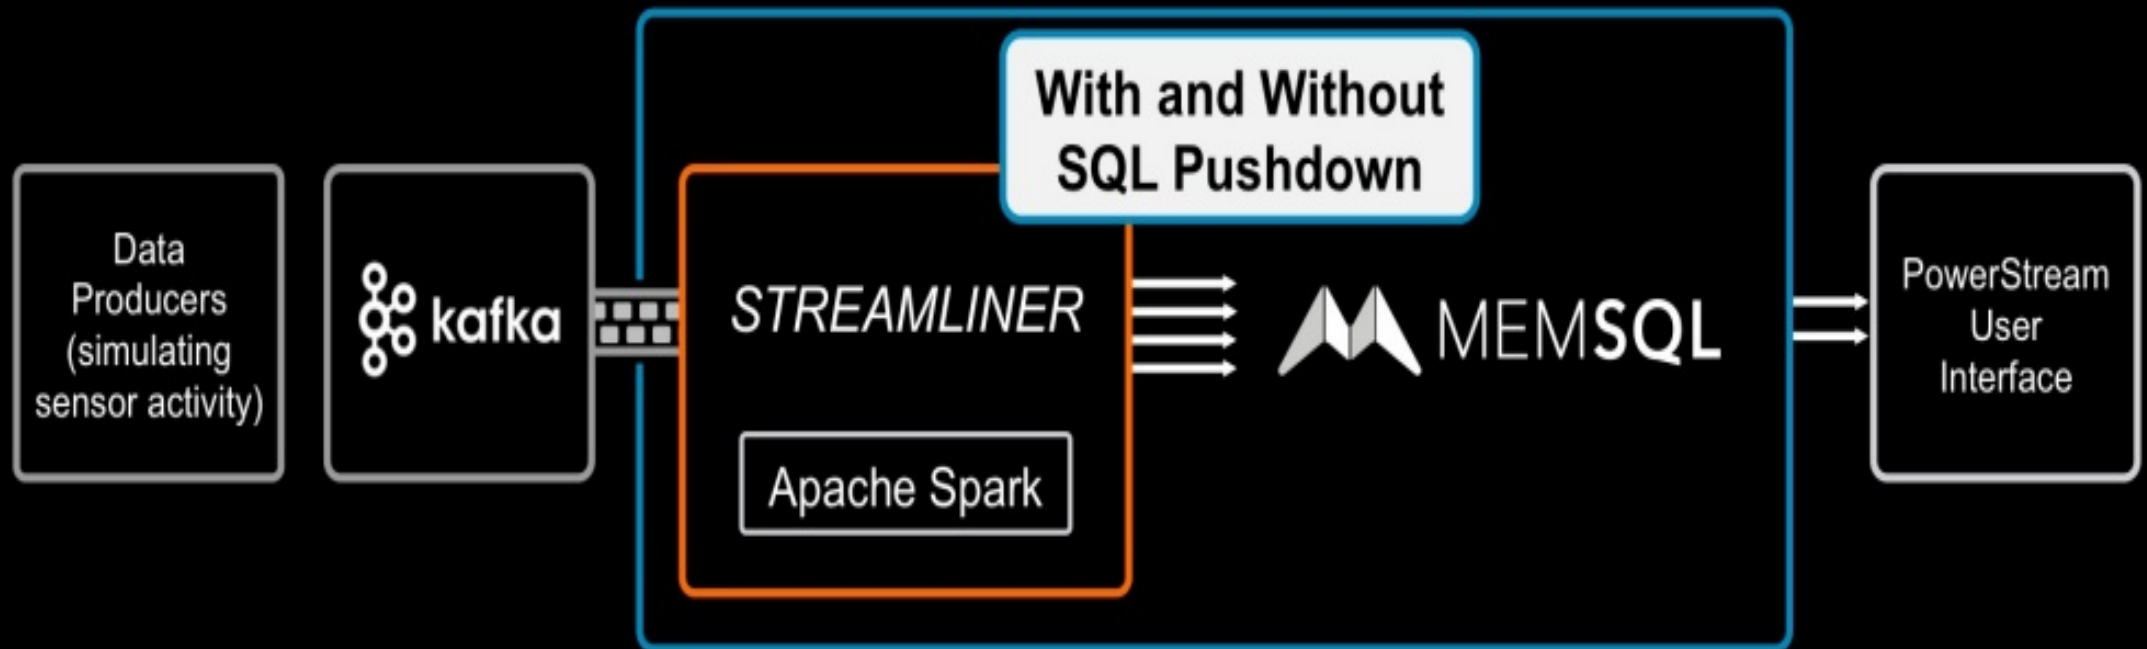 With and Without
SQL Pushdown
Data
Producers
(simulating
sensor activity)
kafka
STREAMLINER
Apache Spark
MEMSQL
PowerStream
User
Interface